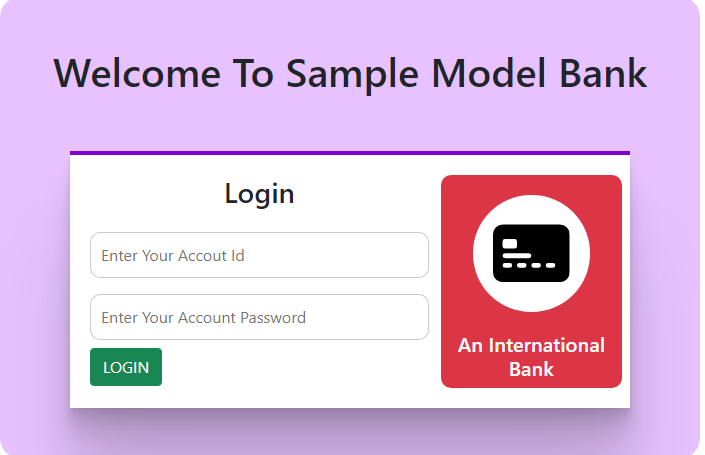 Welcome To Sample Model Bank
Login
Enter Your Accout Id
Enter Your Account Password
LOGIN
An International
Bank